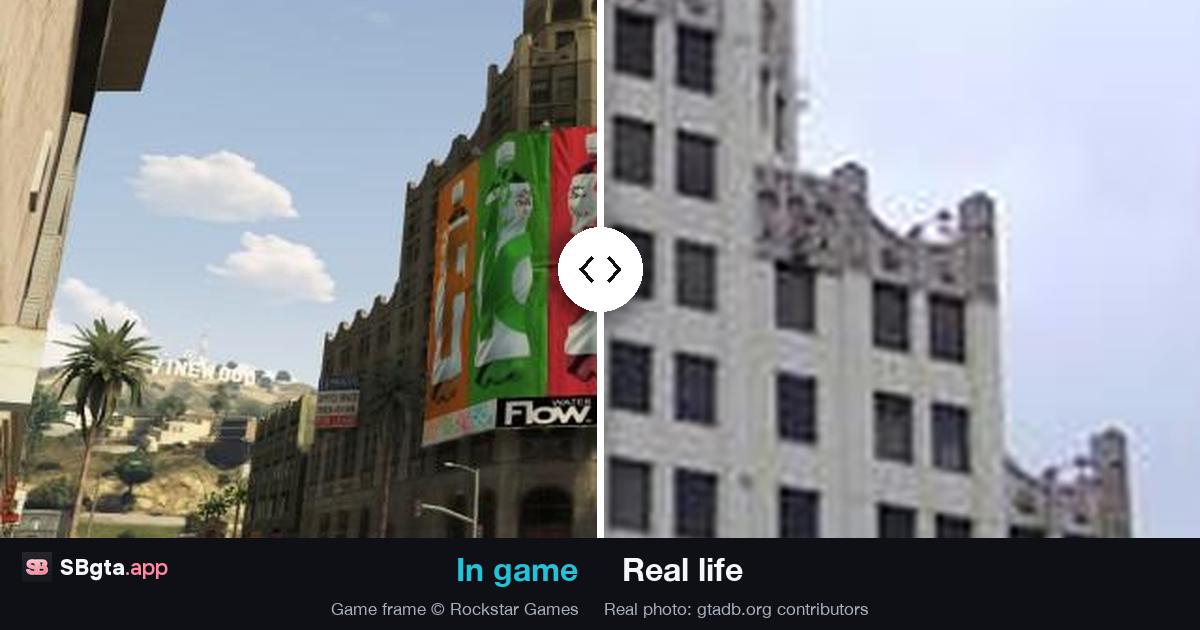 VINEWOOD
WATER
Flow.
SBgta.app
In game
Real life
Game frame © Rockstar Games
Real photo: gtadb.org contributors